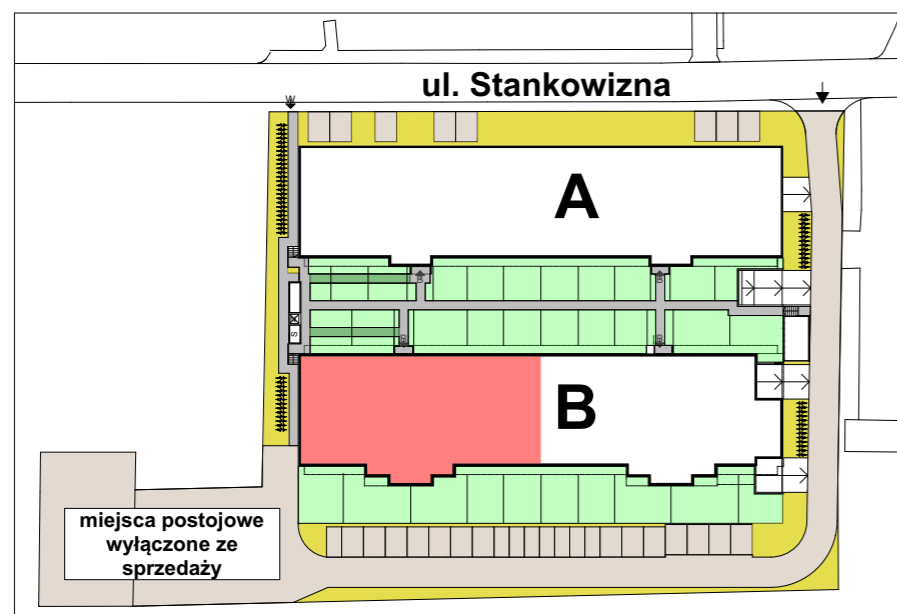 ul. Stankowizna
W
A
S
B
miejsca postojowe
wyłączone ze
sprzedaży